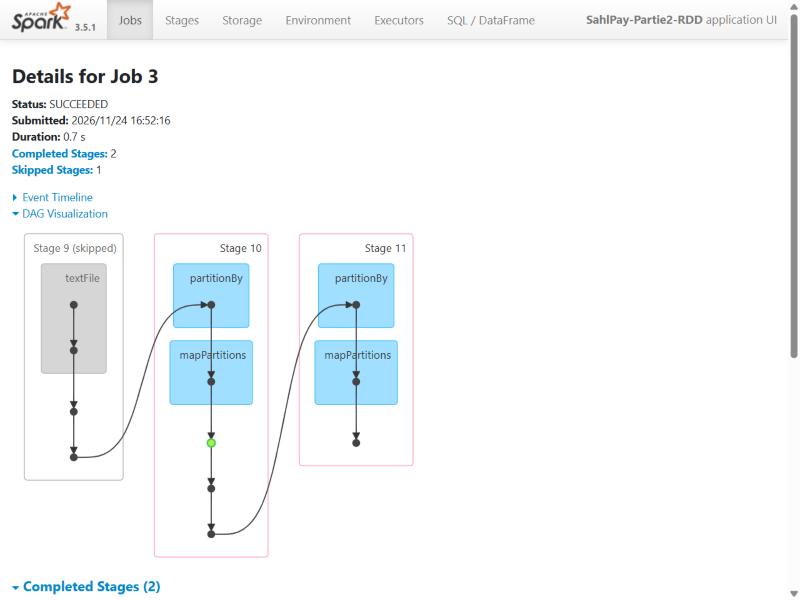 APACHE Spark 3.5.1 Jobs Stages Storage Environment Executors SQL / DataFrame SahlPay-Partie2-RDD application UI
Details for Job 3
Status: SUCCEEDED
Submitted: 2026/11/24 16:52:16
Duration: 0.7 s
Completed Stages: 2
Skipped Stages: 1
Event Timeline
DAG Visualization
Stage 9 (skipped)
textFile
Stage 10
partitionBy
mapPartitions
Stage 11
partitionBy
mapPartitions
Completed Stages (2)